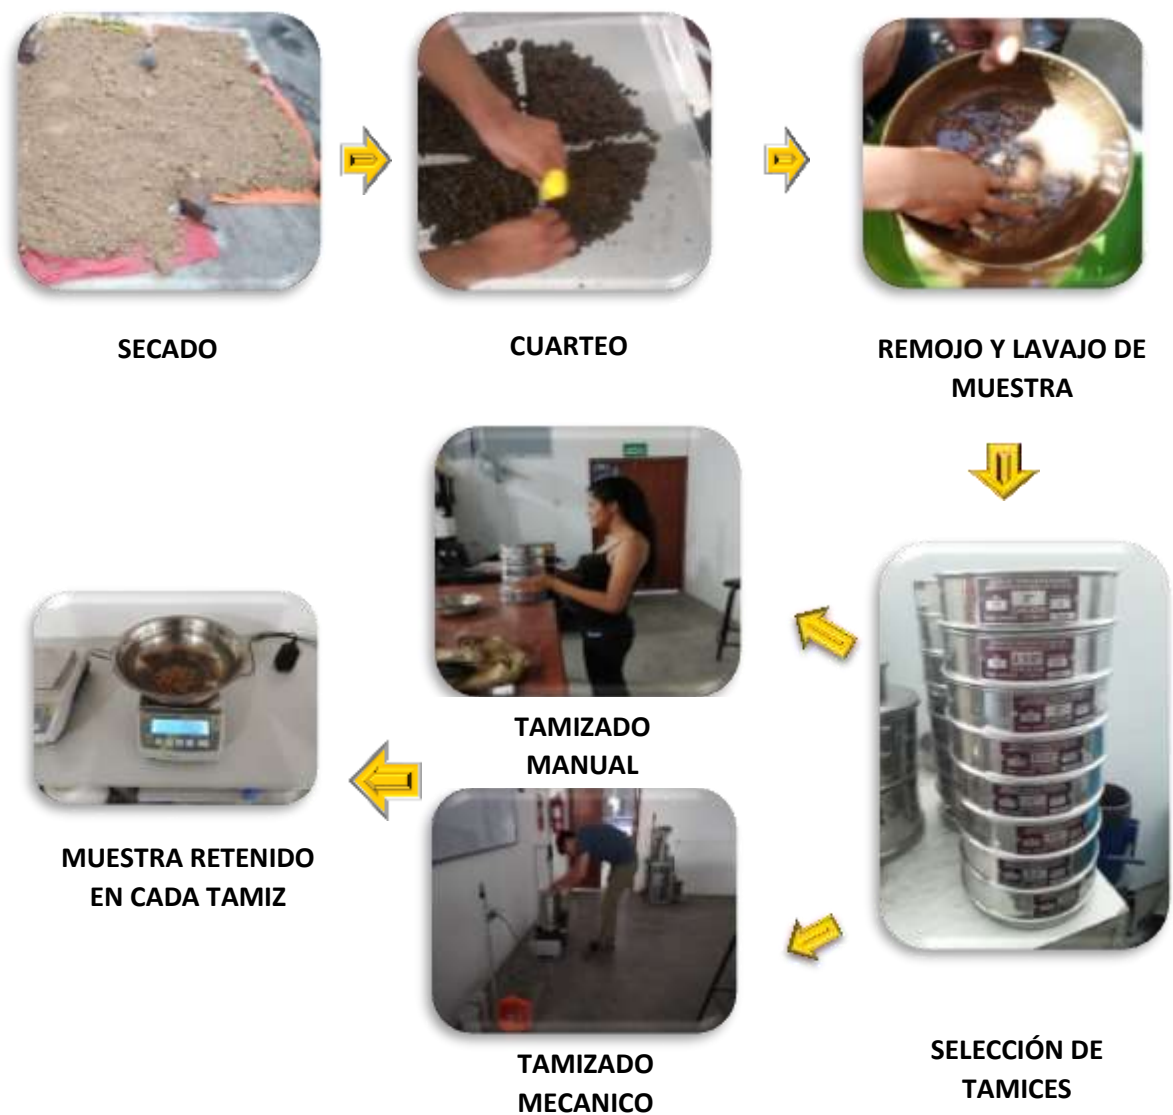 SECADO
CUARTEO
REMOJO Y LAVAJO DE
MUESTRA
TAMIZADO
MANUAL
MUESTRA RETENIDO
EN CADA TAMIZ
TAMIZADO
MECANICO
SELECCIÓN DE
TAMICES